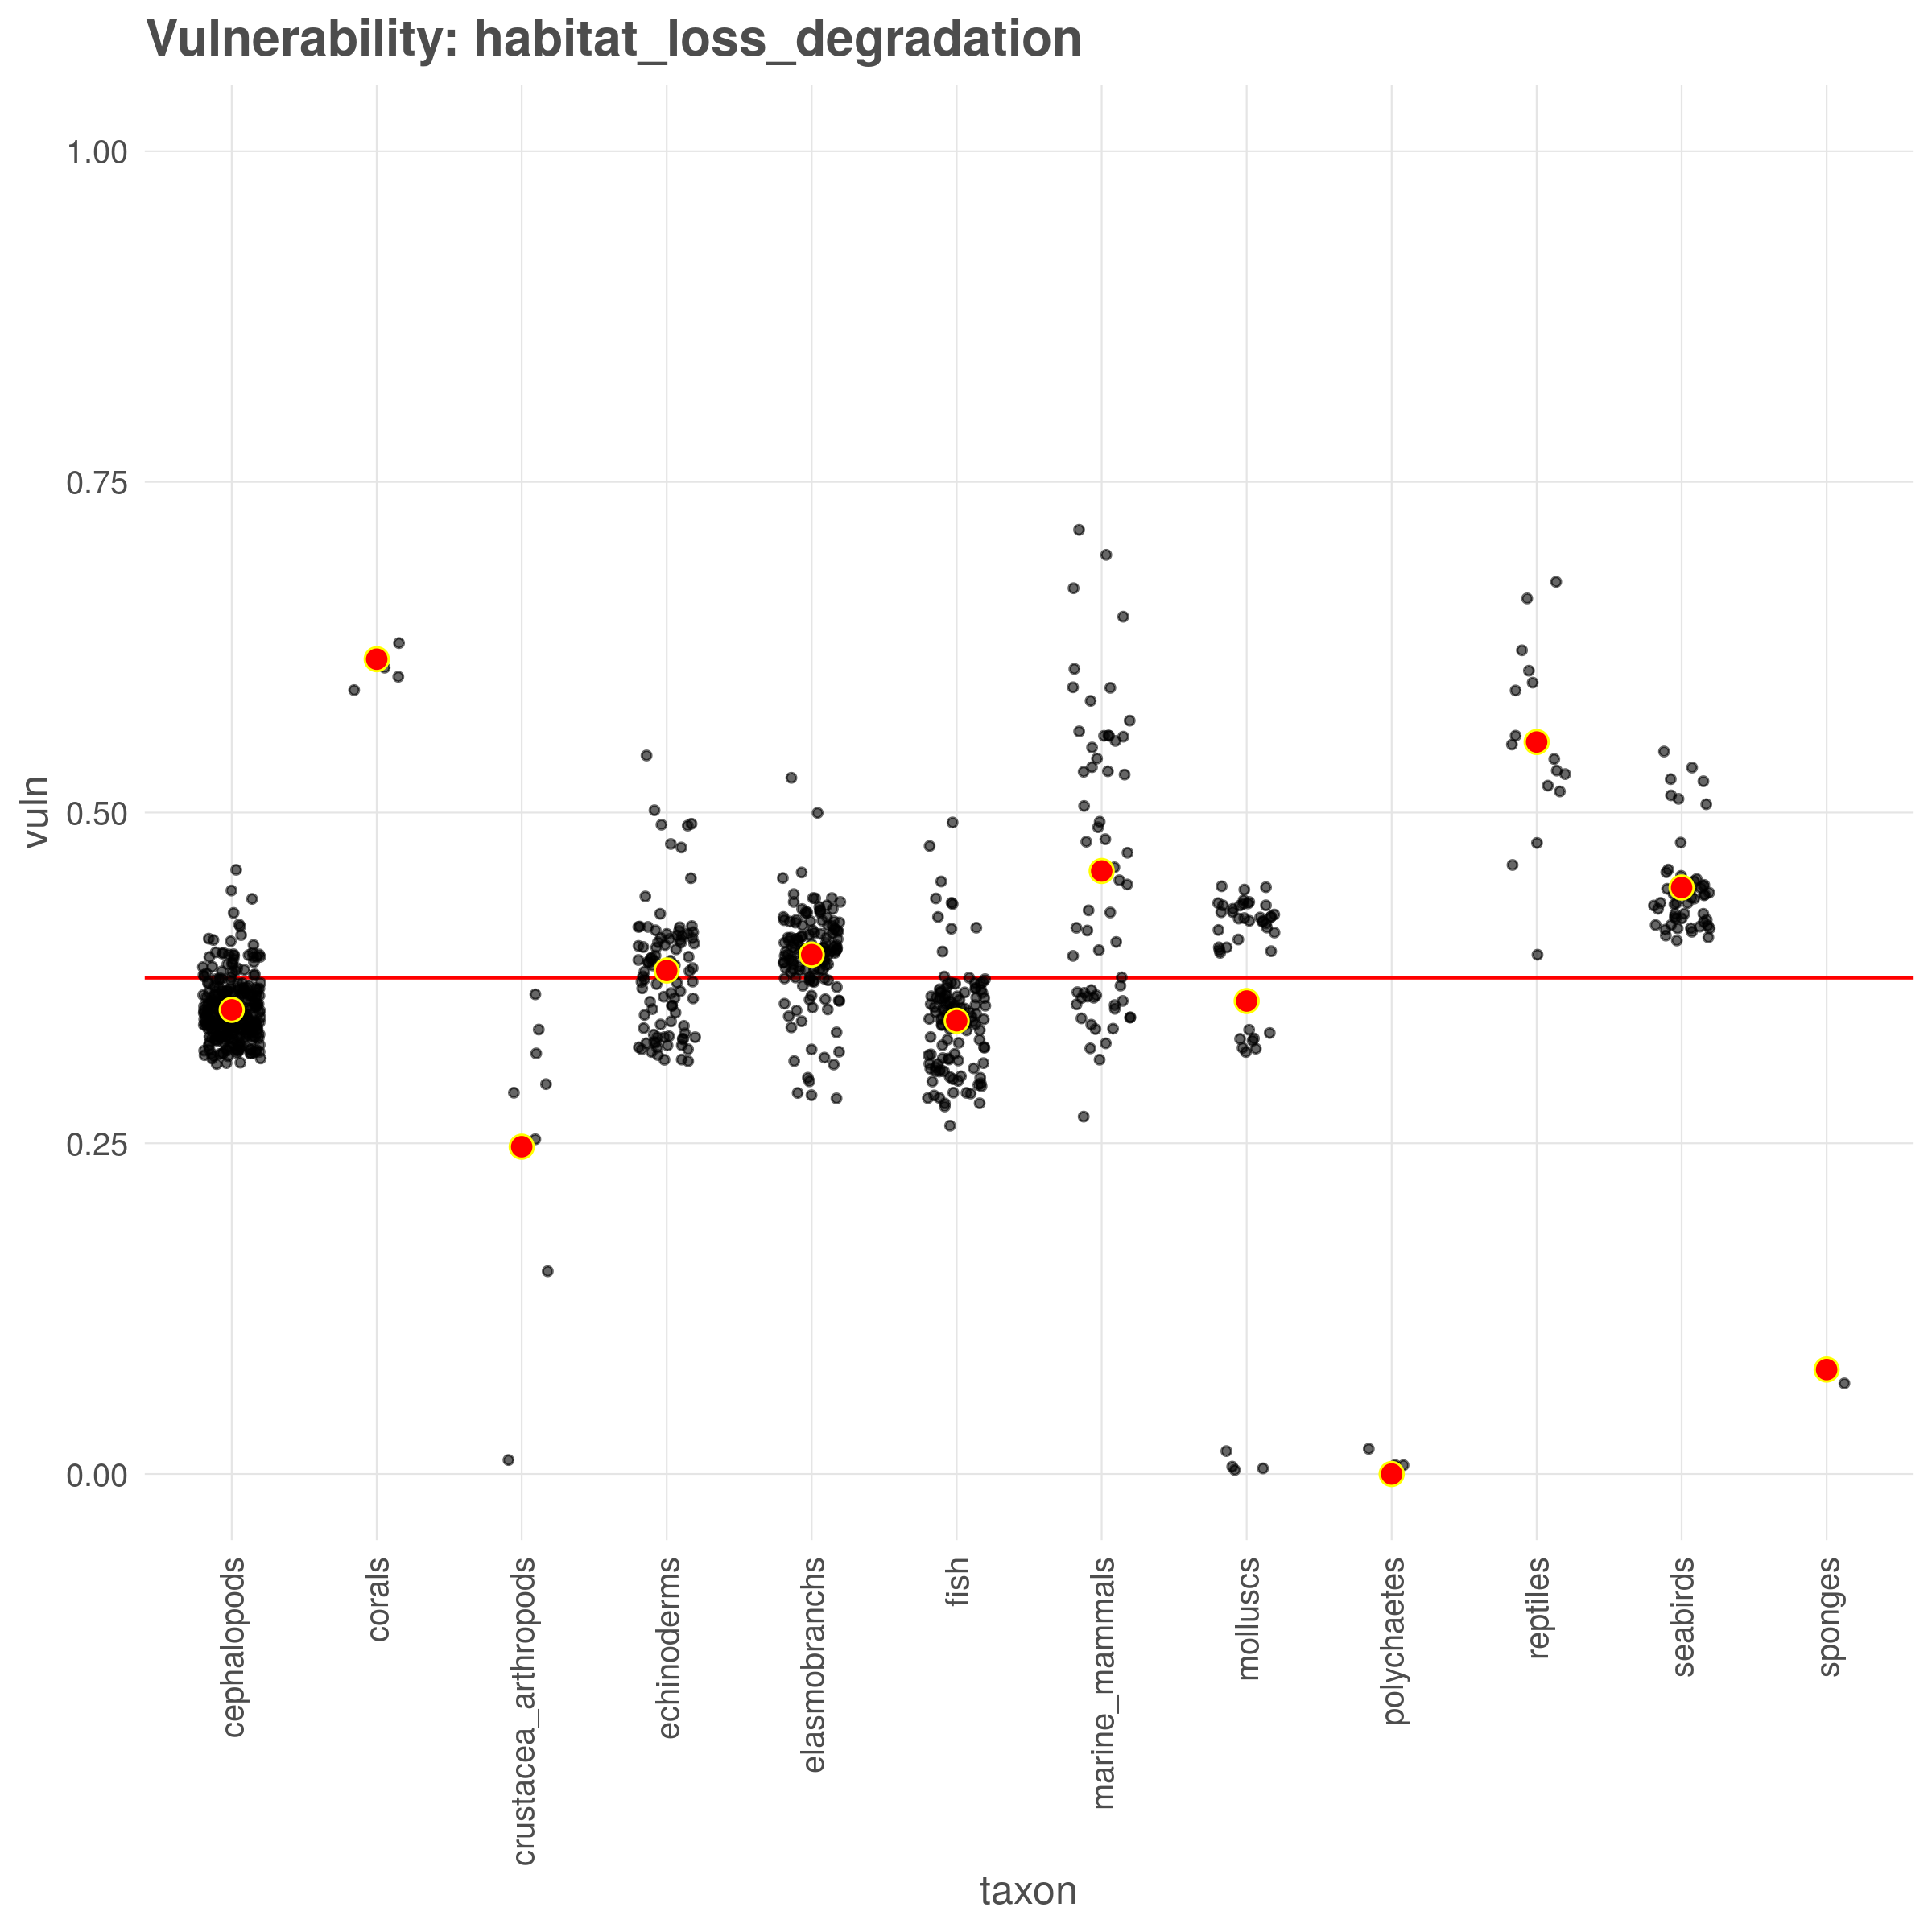 Vulnerability: habitat_loss_degradation
vuln
1.00
0.75
0.50
0.25
0.00
cephalopods
corals
crustacea_arthropods
echinoderms
elasmobranchs
fish
marine_mammals
molluscs
polychaetes
reptiles
seabirds
sponges
taxon